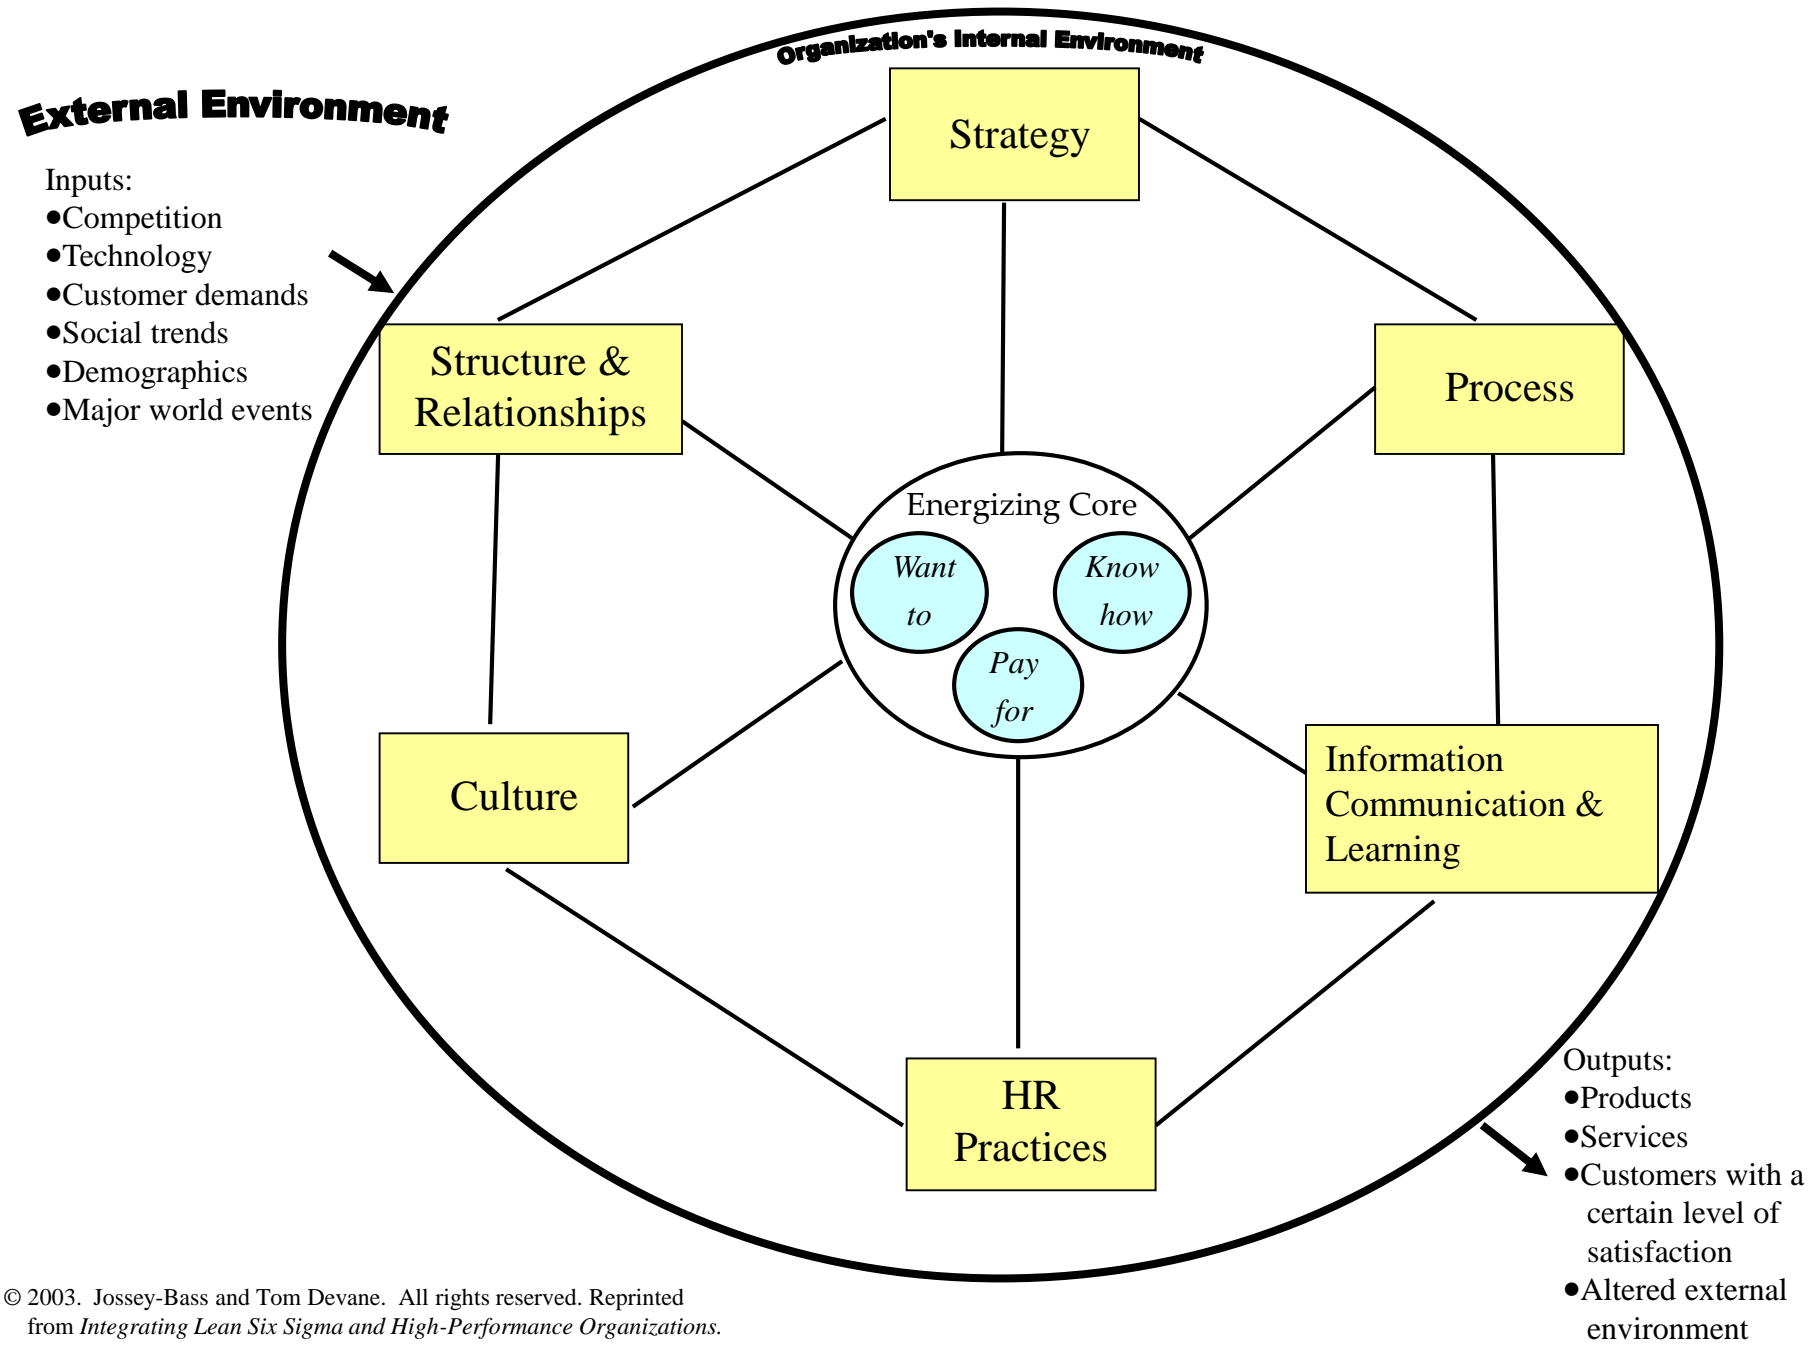 Organization's Internal Environment
External Environment
Strategy
Inputs:
•Competition
•Technology
•Customer demands
•Social trends
•Demographics
•Major world events
Structure &
Relationships
Process
Energizing Core
Want
to
Know
how
Pay
for
Culture
Information
Communication &
Learning
HR
Practices
Outputs:
•Products
•Services
•Customers with a
certain level of
satisfaction
•Altered external
environment
© 2003. Jossey-Bass and Tom Devane. All rights reserved. Reprinted
from Integrating Lean Six Sigma and High-Performance Organizations.